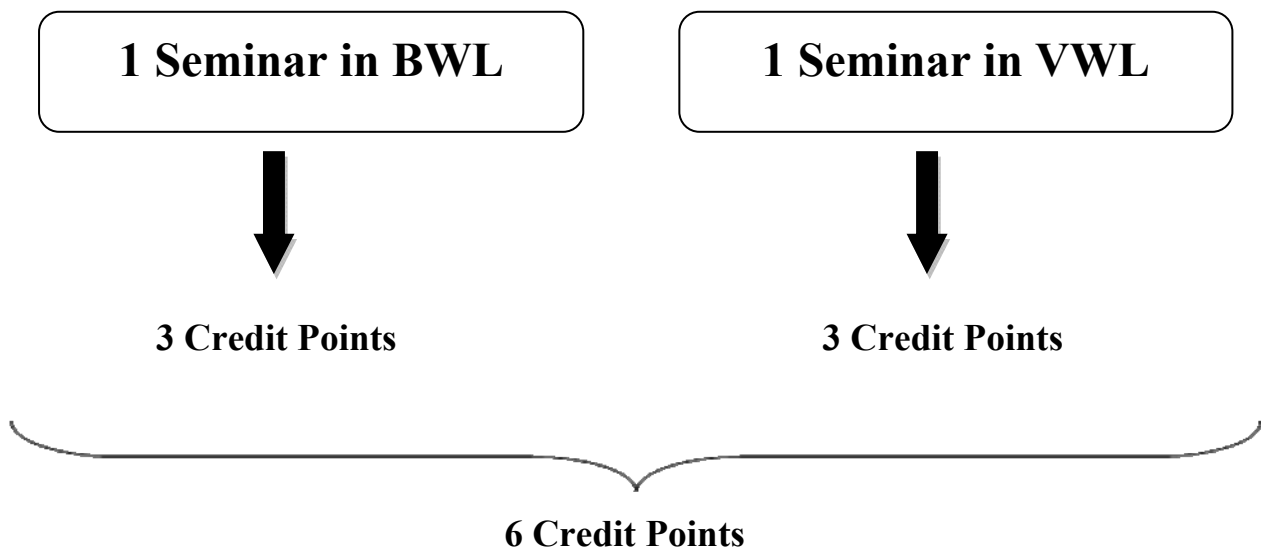 1 Seminar in BWL
1 Seminar in VWL
3 Credit Points
3 Credit Points
6 Credit Points